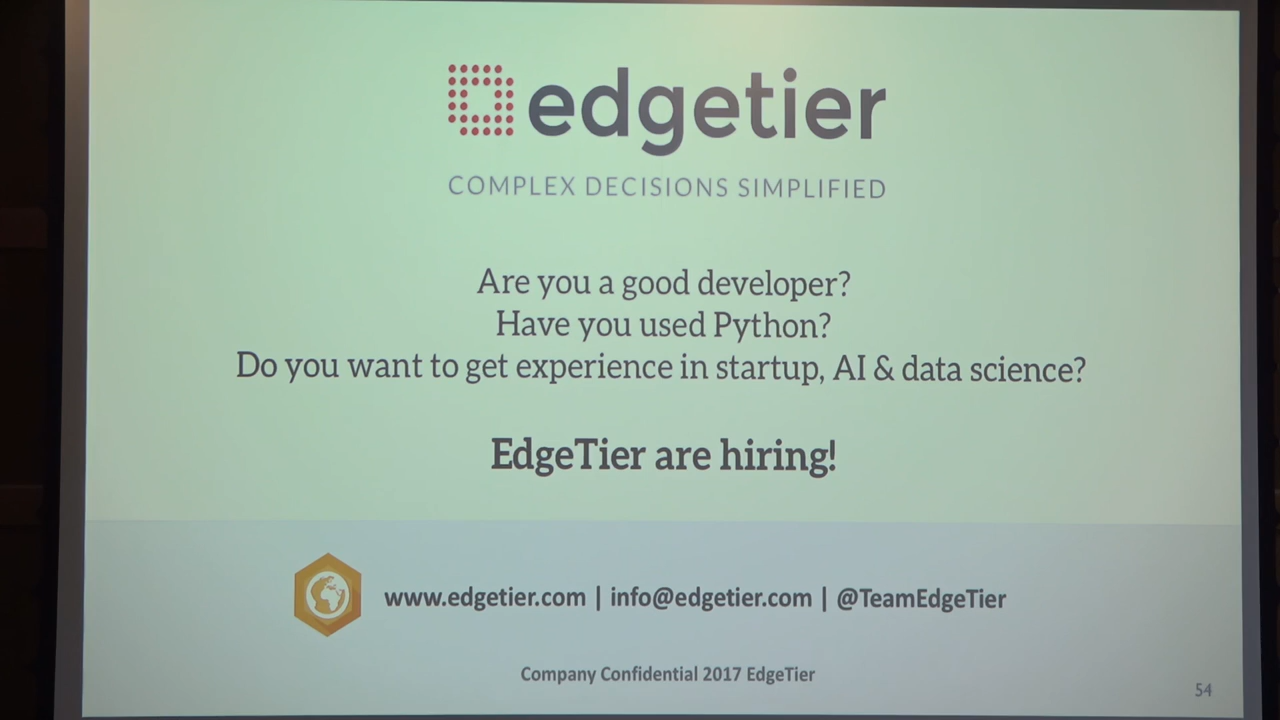 edgetier
COMPLEX DECISIONS SIMPLIFIED
Are you a good developer?
Have you used Python?
Do you want to get experience in startup, AI & data science?
EdgeTier are hiring!
www.edgetier.com | info@edgetier.com | @TeamEdgeTier
Company Confidential 2017 EdgeTier
54